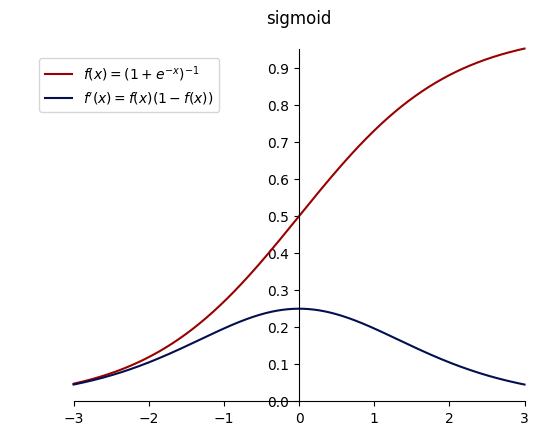 sigmoid
f(x) = (1 + e^{-x})^{-1}
f'(x) = f(x)(1 − f(x))
0.9
0.8
0.7
0.6
0.5
0.4
0.3
0.2
0.1
0.0
−3 −2 −1 0 1 2 3